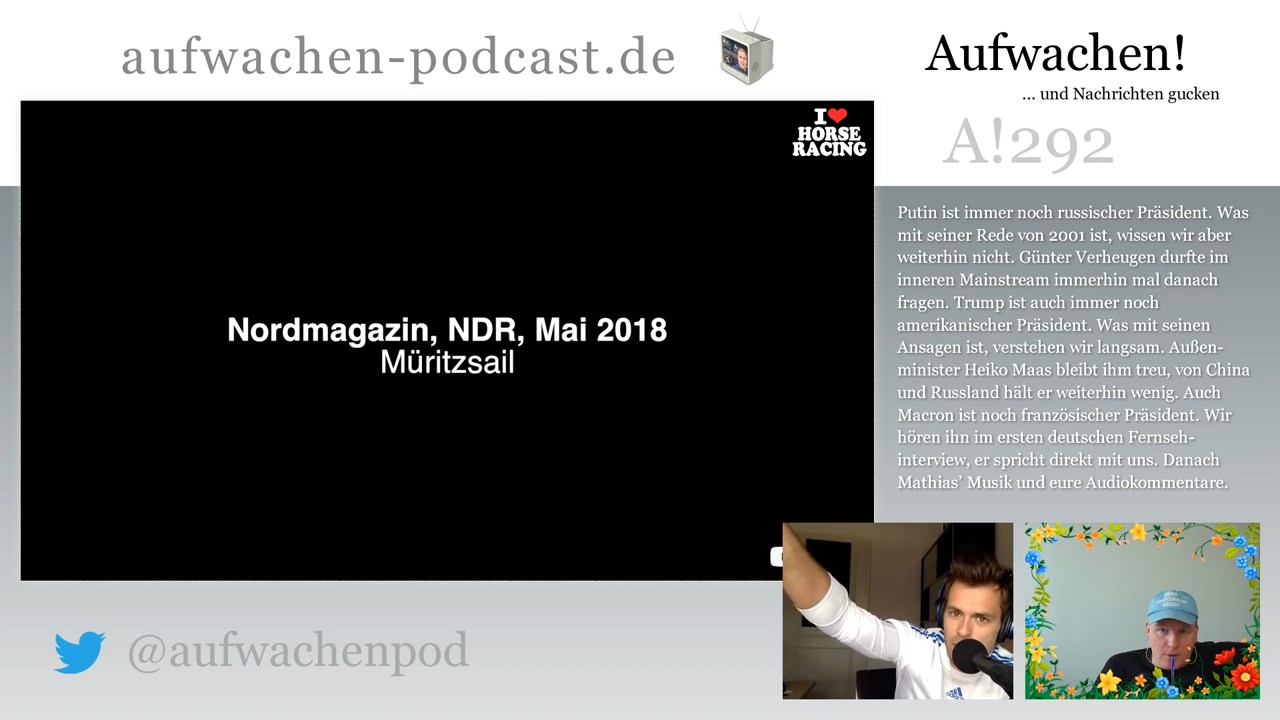 aufwachen-podcast.de
Aufwachen!
... und Nachrichten gucken
A!292
I
HORSE
RACING
Nordmagazin, NDR, Mai 2018
Müritzsail
Putin ist immer noch russischer Präsident. Was
mit seiner Rede von 2001 ist, wissen wir aber
weiterhin nicht. Günter Verheugen durfte im
inneren Mainstream immerhin mal danach
fragen. Trump ist auch immer noch
amerikanischer Präsident. Was mit seinen
Ansagen ist, verstehen wir langsam. Außen-
minister Heiko Maas bleibt ihm treu, von China
und Russland hält er weiterhin wenig. Auch
Macron ist noch französischer Präsident. Wir
hören ihn im ersten deutschen Fernseh-
interview, er spricht direkt mit uns. Danach
Mathias’ Musik und eure Audiokommentare.
@aufwachenpod